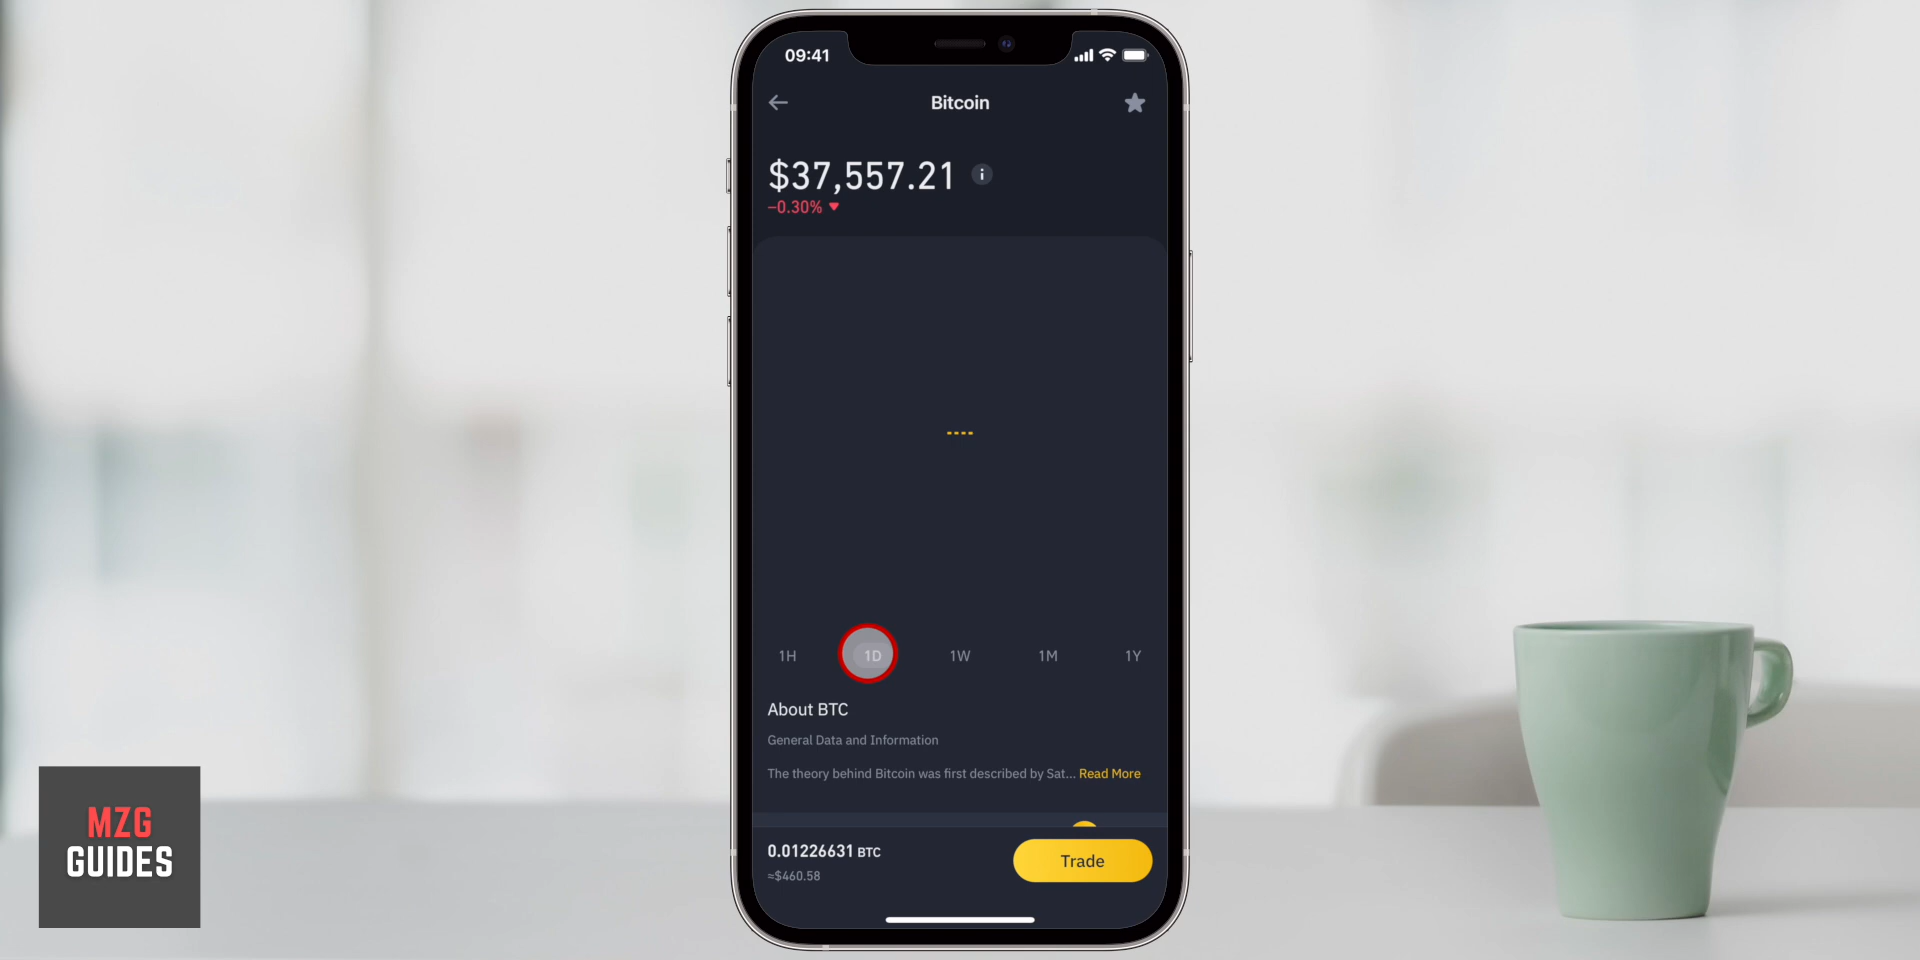 09:41
Bitcoin
$37,557.21
-0.30%
1H 1D 1W 1M 1Y
About BTC
General Data and Information
The theory behind Bitcoin was first described by Sat... Read More
0.01226631 BTC
≈$460.58
Trade
MZG
GUIDES